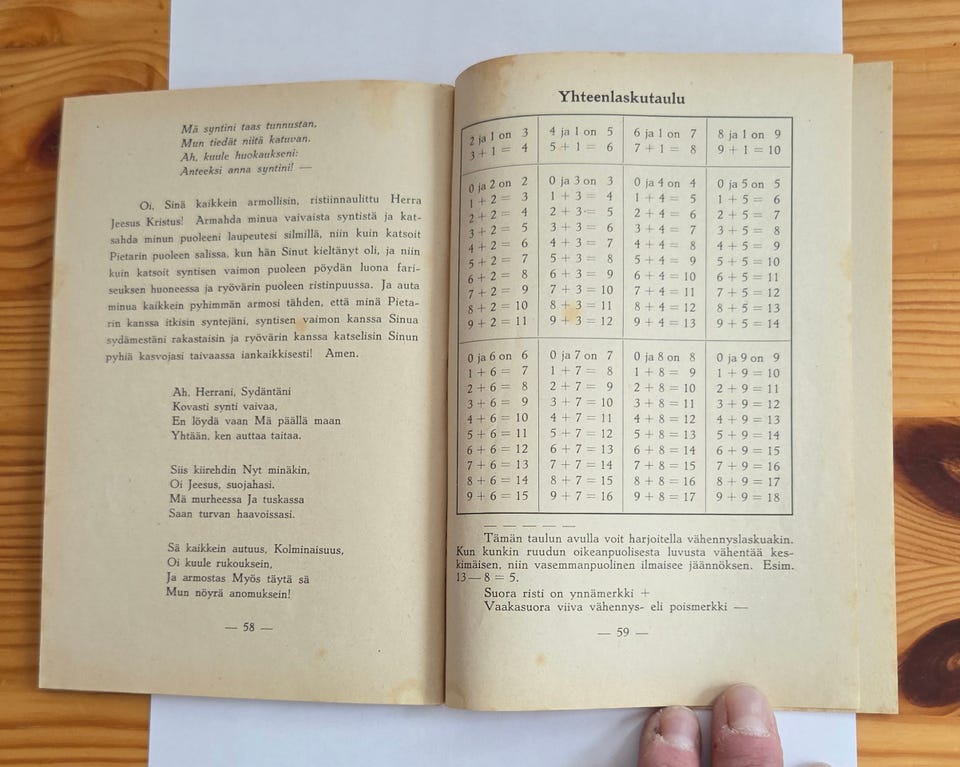 Mä syntini taas tunnustan,
Mun tiedät niitä katuvan,
Ah, kuule huokaukseni:
Anteeksi anna syntini! —
Oi, Sinä kaikkein armollisin, ristiinnaulittu Herra
Jeesus Kristus! Armahda minua vaivaista syntistä ja kat-
sahda minun puoleeni laupeutesi silmillä, niin kuin katsoit
Pietarin puoleen salissa, kun hän Sinut kieltänyt oli, ja niin
kuin katsoit syntisen vaimon puoleen pöydän luona fari-
seuksen huoneessa ja ryövärin puoleen ristinpuussa. Ja auta
minua kaikkein pyhimmän armosi tähden, että minä Pieta-
rin kanssa itkisin syntejäni, syntisen vaimon kanssa Sinua
sydämestäni rakastaisin ja ryövärin kanssa katselisin Sinun
pyhiä kasvojasi taivaassa iankaikkisesti! Amen.
Ah, Herrani, Sydäntäni
Kovasti synti vaivaa,
En löydä vaan Mä päällä maan
Yhtään, ken auttaa taitaa.
Siis kiirehdin Nyt minäkin,
Oi Jeesus, suojahasi.
Mä murheessa Ja tuskassa
Saan turvan haavoissasi.
Sä kaikkein autuus, Kolminaisuus,
Oi kuule rukouksein,
Ja armostas Myös täytä sä
Mun nöyrä anomuksein!
— 58 —
Yhteenlaskutaulu
2 ja 1 on 3 4 ja 1 on 5 6 ja 1 on 7 8 ja 1 on 9
3 + 1 = 4 5 + 1 = 6 7 + 1 = 8 9 + 1 = 10
0 ja 2 on 2 0 ja 3 on 3 0 ja 4 on 4 0 ja 5 on 5
1 + 2 = 3 1 + 3 = 4 1 + 4 = 5 1 + 5 = 6
2 + 2 = 4 2 + 3 = 5 2 + 4 = 6 2 + 5 = 7
3 + 2 = 5 3 + 3 = 6 3 + 4 = 7 3 + 5 = 8
4 + 2 = 6 4 + 3 = 7 4 + 4 = 8 4 + 5 = 9
5 + 2 = 7 5 + 3 = 8 5 + 4 = 9 5 + 5 = 10
6 + 2 = 8 6 + 3 = 9 6 + 4 = 10 6 + 5 = 11
7 + 2 = 9 7 + 3 = 10 7 + 4 = 11 7 + 5 = 12
8 + 2 = 10 8 + 3 = 11 8 + 4 = 12 8 + 5 = 13
9 + 2 = 11 9 + 3 = 12 9 + 4 = 13 9 + 5 = 14
0 ja 6 on 6 0 ja 7 on 7 0 ja 8 on 8 0 ja 9 on 9
1 + 6 = 7 1 + 7 = 8 1 + 8 = 9 1 + 9 = 10
2 + 6 = 8 2 + 7 = 9 2 + 8 = 10 2 + 9 = 11
3 + 6 = 9 3 + 7 = 10 3 + 8 = 11 3 + 9 = 12
4 + 6 = 10 4 + 7 = 11 4 + 8 = 12 4 + 9 = 13
5 + 6 = 11 5 + 7 = 12 5 + 8 = 13 5 + 9 = 14
6 + 6 = 12 6 + 7 = 13 6 + 8 = 14 6 + 9 = 15
7 + 6 = 13 7 + 7 = 14 7 + 8 = 15 7 + 9 = 16
8 + 6 = 14 8 + 7 = 15 8 + 8 = 16 8 + 9 = 17
9 + 6 = 15 9 + 7 = 16 9 + 8 = 17 9 + 9 = 18
— — — — —
Tämän taulun avulla voit harjoitella vähennyslaskuakin.
Kun kunkin ruudun oikeanpuolisesta luvusta vähentää kes-
kimäisen, niin vasemmanpuolinen ilmaisee jäännöksen. Esim.
13 — 8 = 5.
Suora risti on ynnämerkki +
Vaakasuora viiva vähennys- eli poismerkki —
— 59 —